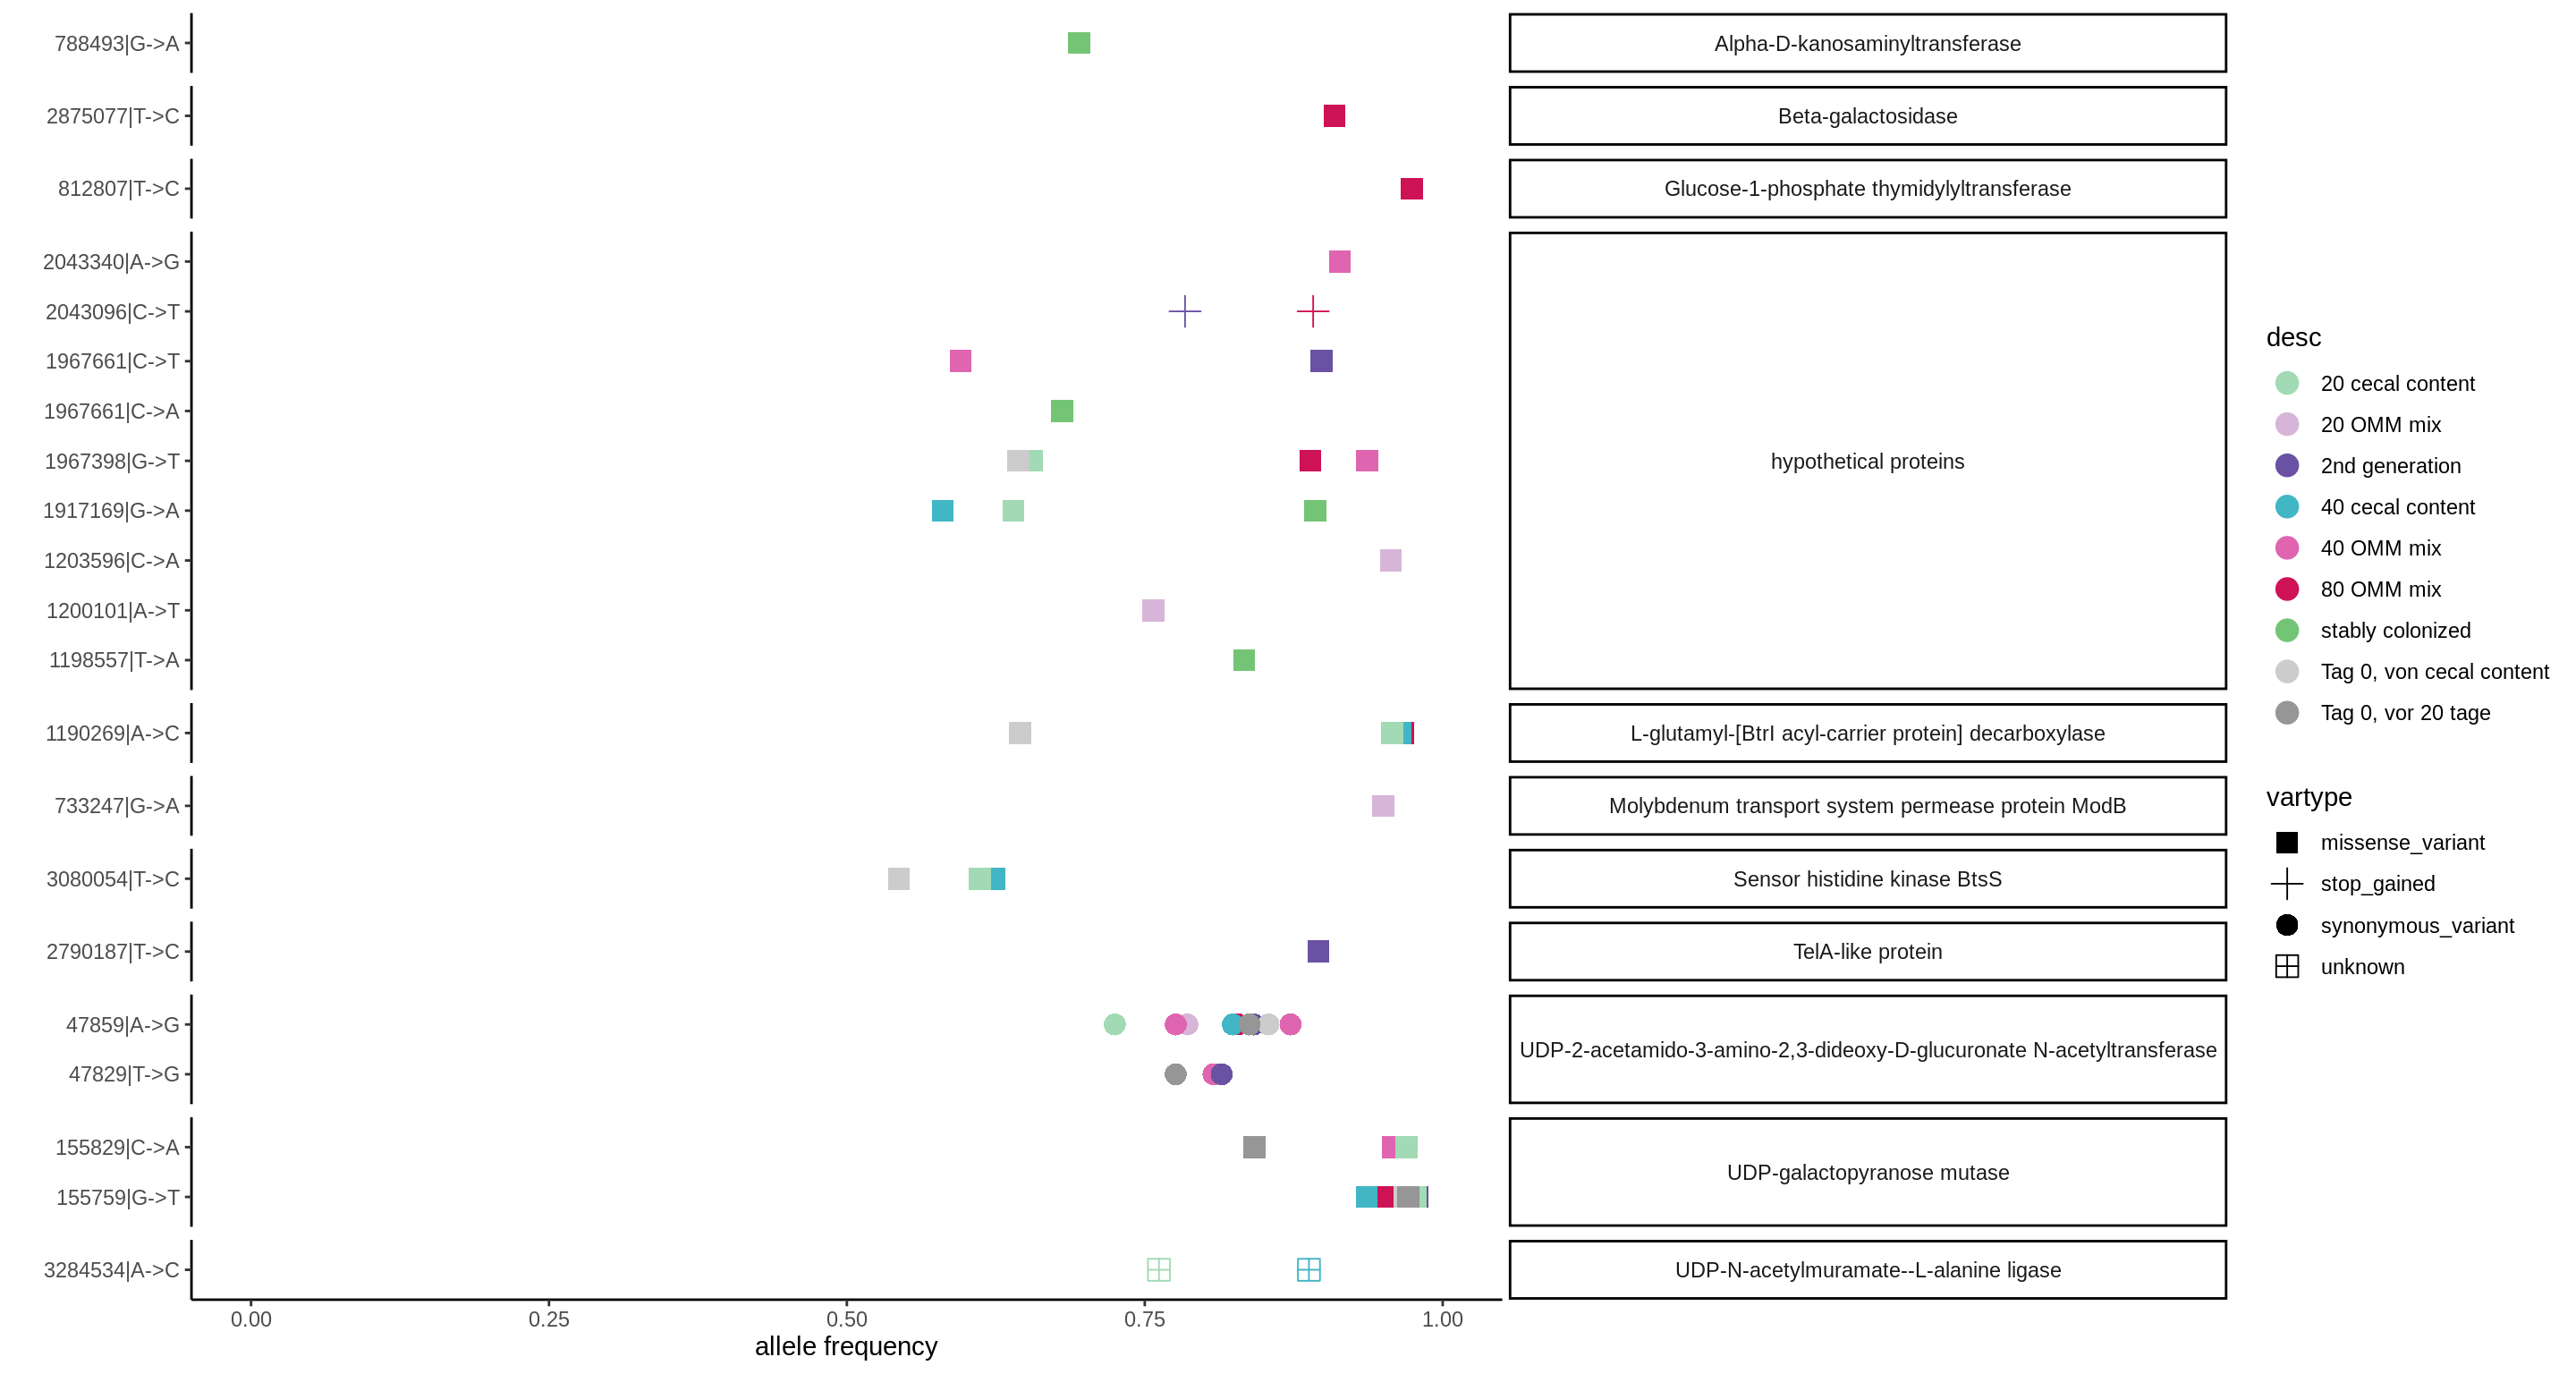 788493|G->A
Alpha-D-kanosaminyltransferase
2875077|T->C
Beta-galactosidase
812807|T->C
Glucose-1-phosphate thymidylyltransferase
2043340|A->G
2043096|C->T
1967661|C->T
1967661|C->A
1967398|G->T
1917169|G->A
1203596|C->A
1200101|A->T
1198557|T->A
hypothetical proteins
1190269|A->C
L-glutamyl-[BtrI acyl-carrier protein] decarboxylase
733247|G->A
Molybdenum transport system permease protein ModB
3080054|T->C
Sensor histidine kinase BtsS
2790187|T->C
TelA-like protein
47859|A->G
47829|T->G
UDP-2-acetamido-3-amino-2,3-dideoxy-D-glucuronate N-acetyltransferase
155829|C->A
155759|G->T
UDP-galactopyranose mutase
3284534|A->C
UDP-N-acetylmuramate--L-alanine ligase
0.00 0.25 0.50 0.75 1.00
allele frequency
desc
20 cecal content
20 OMM mix
2nd generation
40 cecal content
40 OMM mix
80 OMM mix
stably colonized
Tag 0, von cecal content
Tag 0, vor 20 tage
vartype
missense_variant
stop_gained
synonymous_variant
unknown